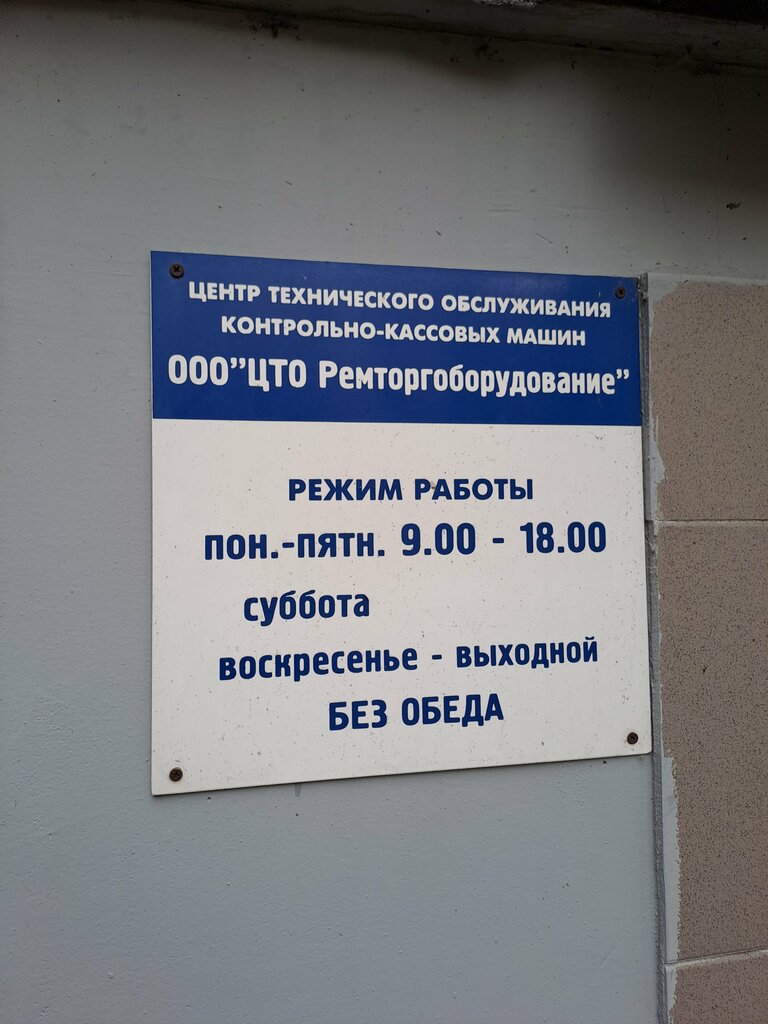 ЦЕНТР ТЕХНИЧЕСКОГО ОБСЛУЖИВАНИЯ
КОНТРОЛЬНО-КАССОВЫХ МАШИН
ООО"ЦТО Ремторгоборудование"
РЕЖИМ РАБОТЫ
пон.-пятн. 9.00 - 18.00
суббота
воскресенье - выходной
БЕЗ ОБЕДА